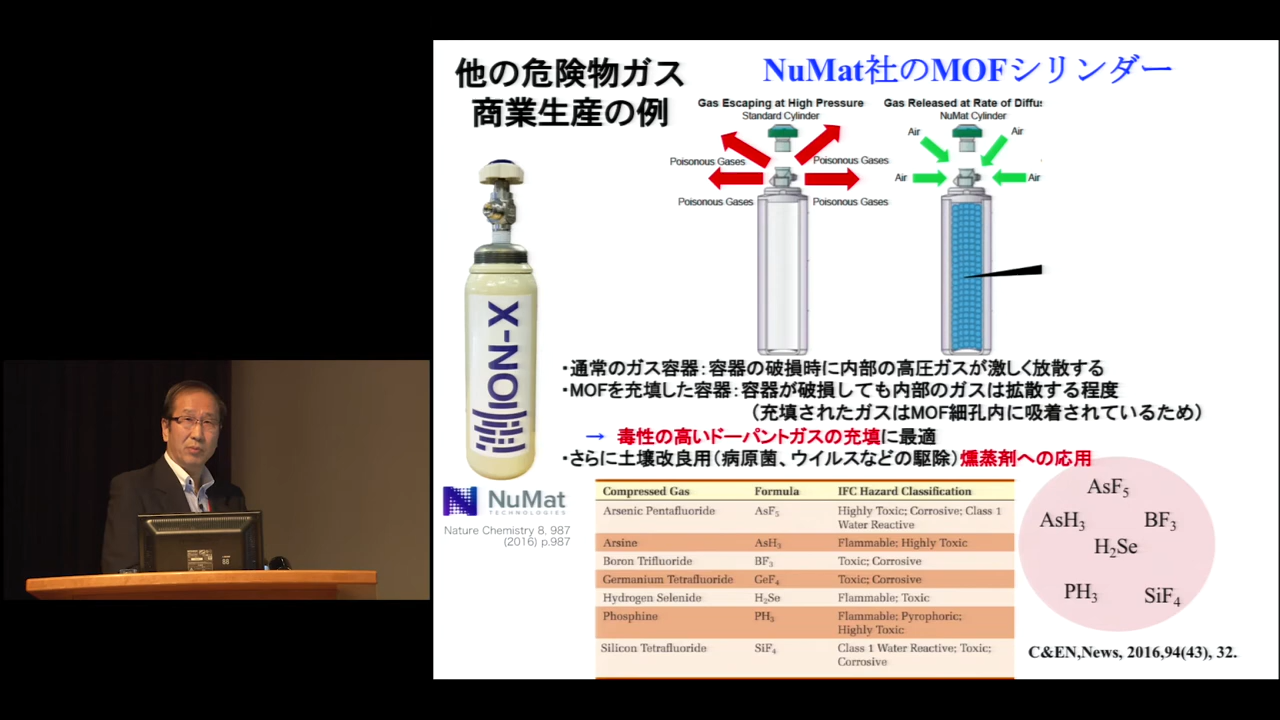 他の危険物ガス
商業生産の例
NuMat社のMOFシリンダー
Gas Escaping at High Pressure
Standard Cylinder
Poisonous Gases
Poisonous Gases
Poisonous Gases
Poisonous Gases
Gas Released at Rate of Diffus
NuMat Cylinder
Air
Air
Air
Air
ION-X
NuMat
TECHNOLOGIES
Nature Chemistry 8, 987
(2016) p.987
・通常のガス容器：容器の破損時に内部の高圧ガスが激しく放散する
・MOFを充填した容器：容器が破損しても内部のガスは拡散する程度
（充填されたガスはMOF細孔内に吸着されているため）
→ 毒性の高いドーパントガスの充填に最適
・さらに土壌改良用（病原菌、ウイルスなどの駆除）燻蒸剤への応用
Compressed Gas Formula IFC Hazard Classification
Arsenic Pentafluoride AsF5 Highly Toxic; Corrosive; Class 1
Water Reactive
Arsine AsH3 Flammable; Highly Toxic
Boron Trifluoride BF3 Toxic; Corrosive
Germanium Tetrafluoride GeF4 Toxic; Corrosive
Hydrogen Selenide H2Se Flammable; Toxic
Phosphine PH3 Flammable; Pyrophoric;
Highly Toxic
Silicon Tetrafluoride SiF4 Class 1 Water Reactive; Toxic;
Corrosive
AsF5
AsH3 BF3
H2Se
PH3 SiF4
C&EN,News, 2016,94(43), 32.